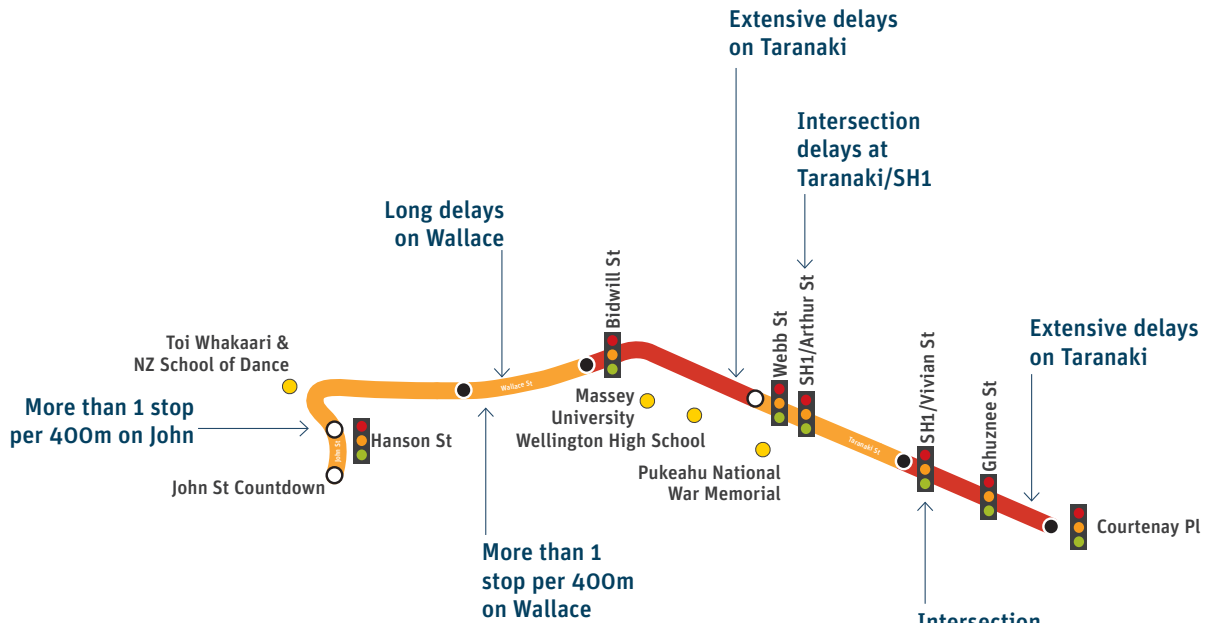 Extensive delays
on Taranaki
Intersection
delays at
Taranaki/SH1
Long delays
on Wallace
Bidwill St
Webb St
SH1/Arthur St
SH1/Vivian St
Ghuznee St
Extensive delays
on Taranaki
Toi Whakaari &
NZ School of Dance
Wallace St
Massey
University
Wellington High School
More than 1 stop
per 400m on John
Hanson St
John St
Taranaki St
John St Countdown
Pukeahu National
War Memorial
Courtenay Pl
More than 1
stop per 400m
on Wallace
Intersection